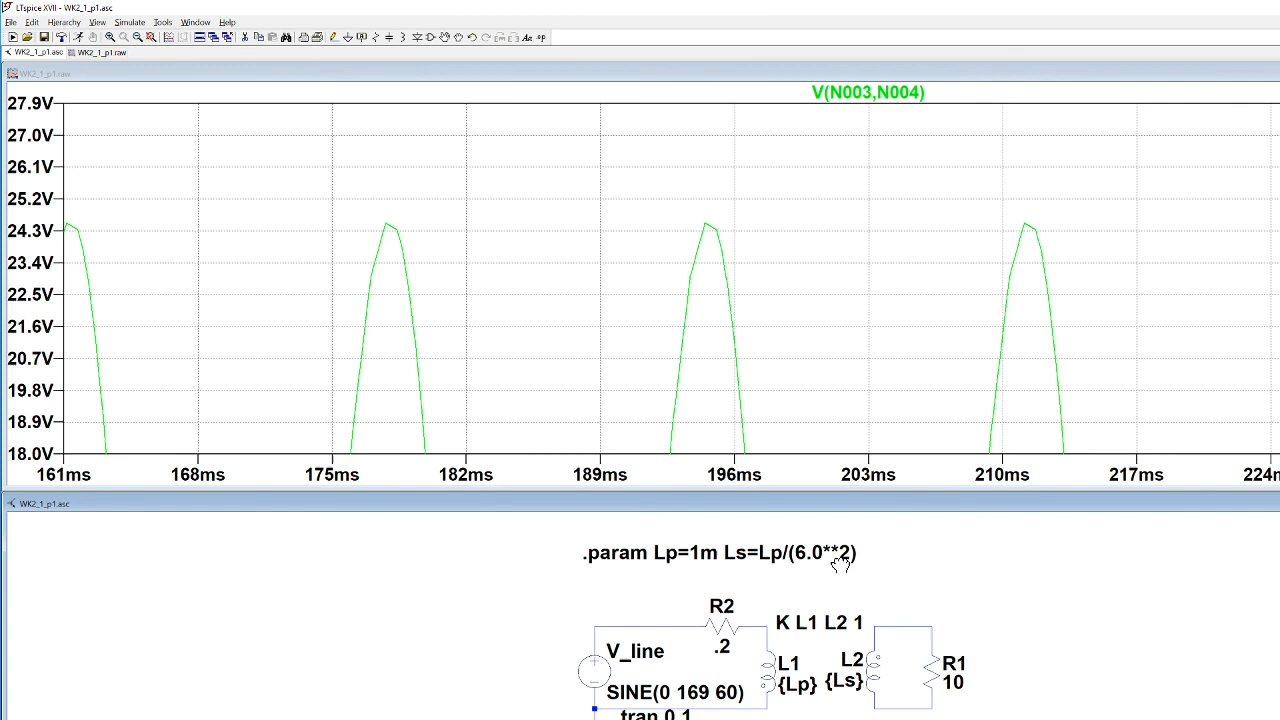 LTspice XVII - WK2_1_p1.asc
File Edit Hierarchy View Simulate Tools Window Help
WK2_1_p1.asc WK2_1_p1.raw
WK2_1_p1.raw
V(N003,N004)
27.9V
27.0V
26.1V
25.2V
24.3V
23.4V
22.5V
21.6V
20.7V
19.8V
18.9V
18.0V
161ms 168ms 175ms 182ms 189ms 196ms 203ms 210ms 217ms
WK2_1_p1.asc
.param Lp=1m Ls=Lp/(6.0**2)
R2
K L1 L2 1
.2
V_line
L1
L2
R1
{Lp}
{Ls}
10
SINE(0 169 60)
.tran 0.1